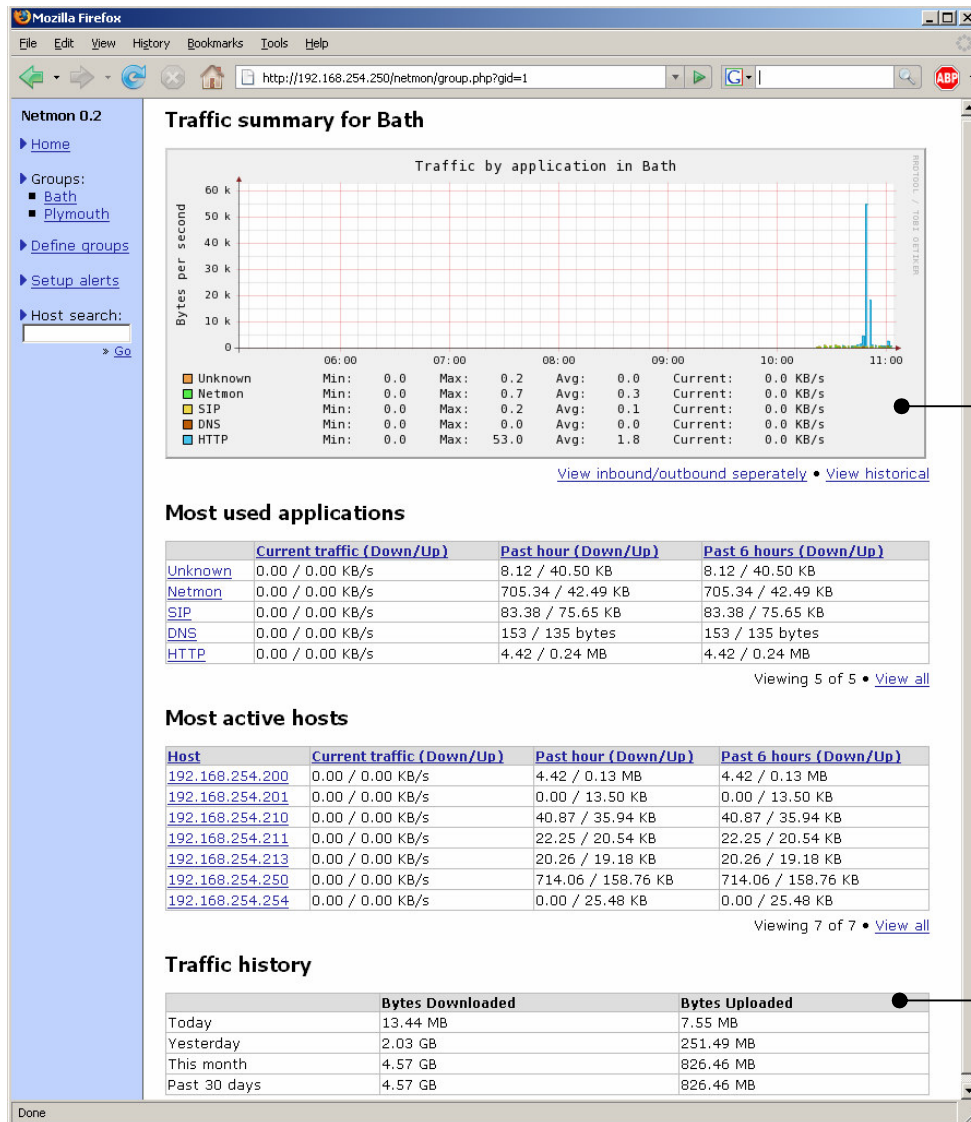 Mozilla Firefox
File Edit View History Bookmarks Tools Help
http://192.168.254.250/netmon/group.php?gid=1 G ABP
Netmon 0.2
Home
Groups:
Bath
Plymouth
Define groups
Setup alerts
Host search:
» Go
Traffic summary for Bath
Traffic by application in Bath
RRDTOOL / TOBI OETIKER
Bytes per second
60 k
50 k
40 k
30 k
20 k
10 k
0
06:00 07:00 08:00 09:00 10:00 11:00
Unknown Min: 0.0 Max: 0.2 Avg: 0.0 Current: 0.0 KB/s
Netmon Min: 0.0 Max: 0.7 Avg: 0.3 Current: 0.0 KB/s
SIP Min: 0.0 Max: 0.2 Avg: 0.1 Current: 0.0 KB/s
DNS Min: 0.0 Max: 0.0 Avg: 0.0 Current: 0.0 KB/s
HTTP Min: 0.0 Max: 53.0 Avg: 1.8 Current: 0.0 KB/s
View inbound/outbound seperately • View historical
Most used applications
Current traffic (Down/Up) Past hour (Down/Up) Past 6 hours (Down/Up)
Unknown 0.00 / 0.00 KB/s 8.12 / 40.50 KB 8.12 / 40.50 KB
Netmon 0.00 / 0.00 KB/s 705.34 / 42.49 KB 705.34 / 42.49 KB
SIP 0.00 / 0.00 KB/s 83.38 / 75.65 KB 83.38 / 75.65 KB
DNS 0.00 / 0.00 KB/s 153 / 135 bytes 153 / 135 bytes
HTTP 0.00 / 0.00 KB/s 4.42 / 0.24 MB 4.42 / 0.24 MB
Viewing 5 of 5 • View all
Most active hosts
Host Current traffic (Down/Up) Past hour (Down/Up) Past 6 hours (Down/Up)
192.168.254.200 0.00 / 0.00 KB/s 4.42 / 0.13 MB 4.42 / 0.13 MB
192.168.254.201 0.00 / 0.00 KB/s 0.00 / 13.50 KB 0.00 / 13.50 KB
192.168.254.210 0.00 / 0.00 KB/s 40.87 / 35.94 KB 40.87 / 35.94 KB
192.168.254.211 0.00 / 0.00 KB/s 22.25 / 20.54 KB 22.25 / 20.54 KB
192.168.254.213 0.00 / 0.00 KB/s 20.26 / 19.18 KB 20.26 / 19.18 KB
192.168.254.250 0.00 / 0.00 KB/s 714.06 / 158.76 KB 714.06 / 158.76 KB
192.168.254.254 0.00 / 0.00 KB/s 0.00 / 25.48 KB 0.00 / 25.48 KB
Viewing 7 of 7 • View all
Traffic history
Bytes Downloaded Bytes Uploaded
Today 13.44 MB 7.55 MB
Yesterday 2.03 GB 251.49 MB
This month 4.57 GB 826.46 MB
Past 30 days 4.57 GB 826.46 MB
Done